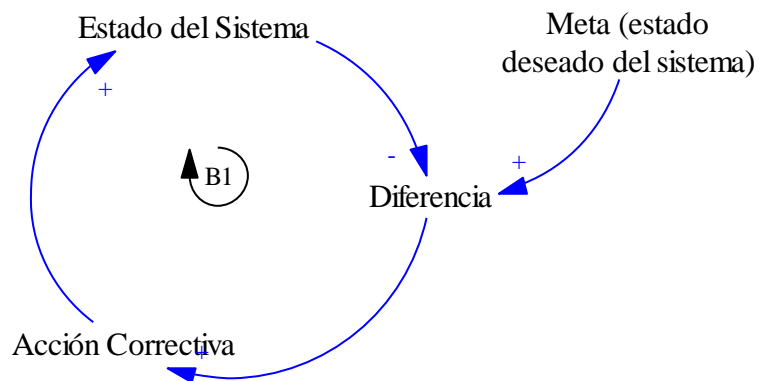 Estado del Sistema
Meta (estado
deseado del sistema)
+
-
+
B1
Diferencia
Acción Correctiva
+